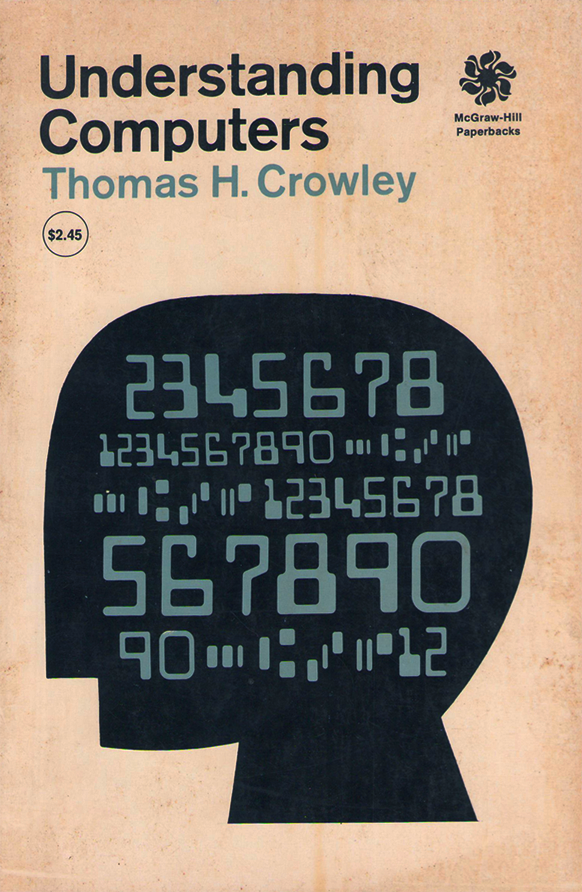 Understanding
Computers
Thomas H. Crowley
$2.45
McGraw-Hill
Paperbacks
2345678
1234567890 ⑈⑆⑇⑉
⑈⑆⑇⑉ 12345678
567890
90⑈⑆⑇⑉12